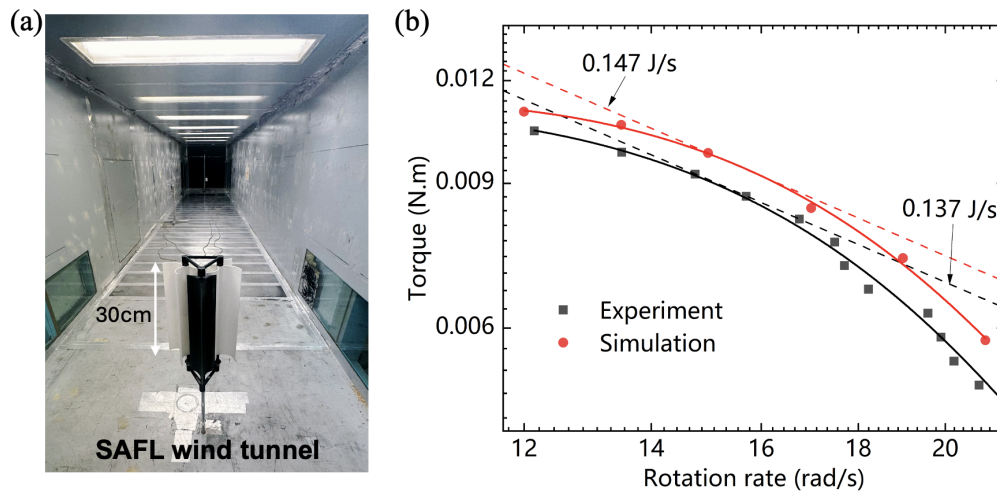 (a)
30cm
SAFL wind tunnel
(b)
0.147 J/s
0.137 J/s
0.012
0.009
0.006
Torque (N.m)
Experiment
Simulation
12 14 16 18 20
Rotation rate (rad/s)